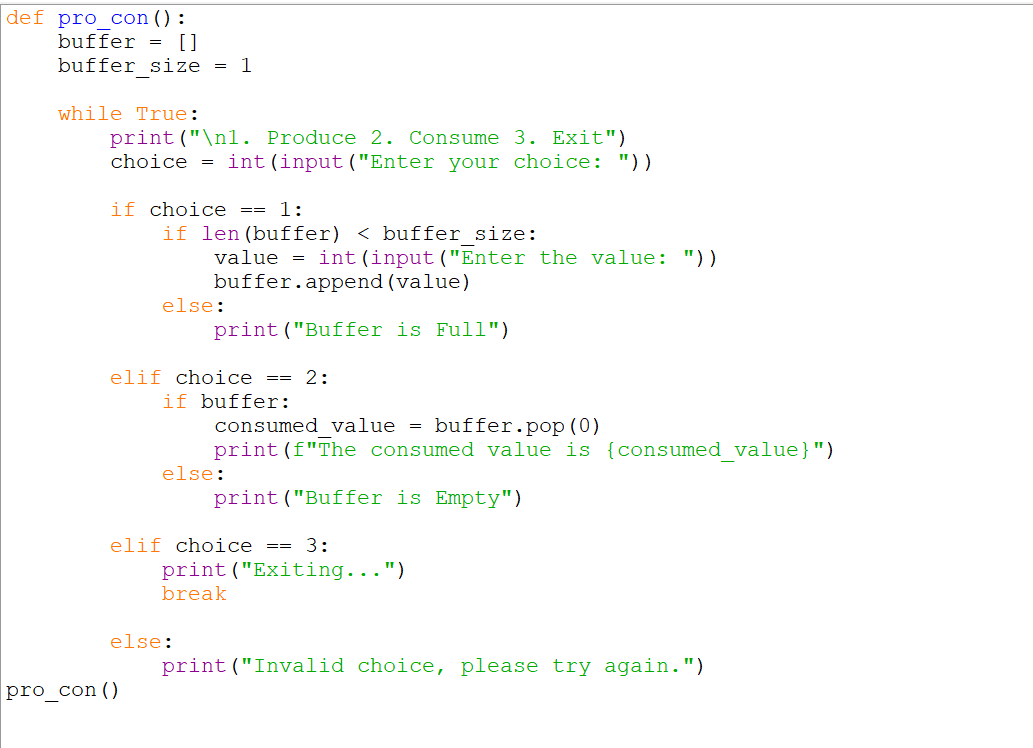 def pro_con():
    buffer = []
    buffer_size = 1

    while True:
        print("\n1. Produce 2. Consume 3. Exit")
        choice = int(input("Enter your choice: "))

        if choice == 1:
            if len(buffer) < buffer_size:
                value = int(input("Enter the value: "))
                buffer.append(value)
            else:
                print("Buffer is Full")

        elif choice == 2:
            if buffer:
                consumed_value = buffer.pop(0)
                print(f"The consumed value is {consumed_value}")
            else:
                print("Buffer is Empty")

        elif choice == 3:
            print("Exiting...")
            break

        else:
            print("Invalid choice, please try again.")
pro_con()